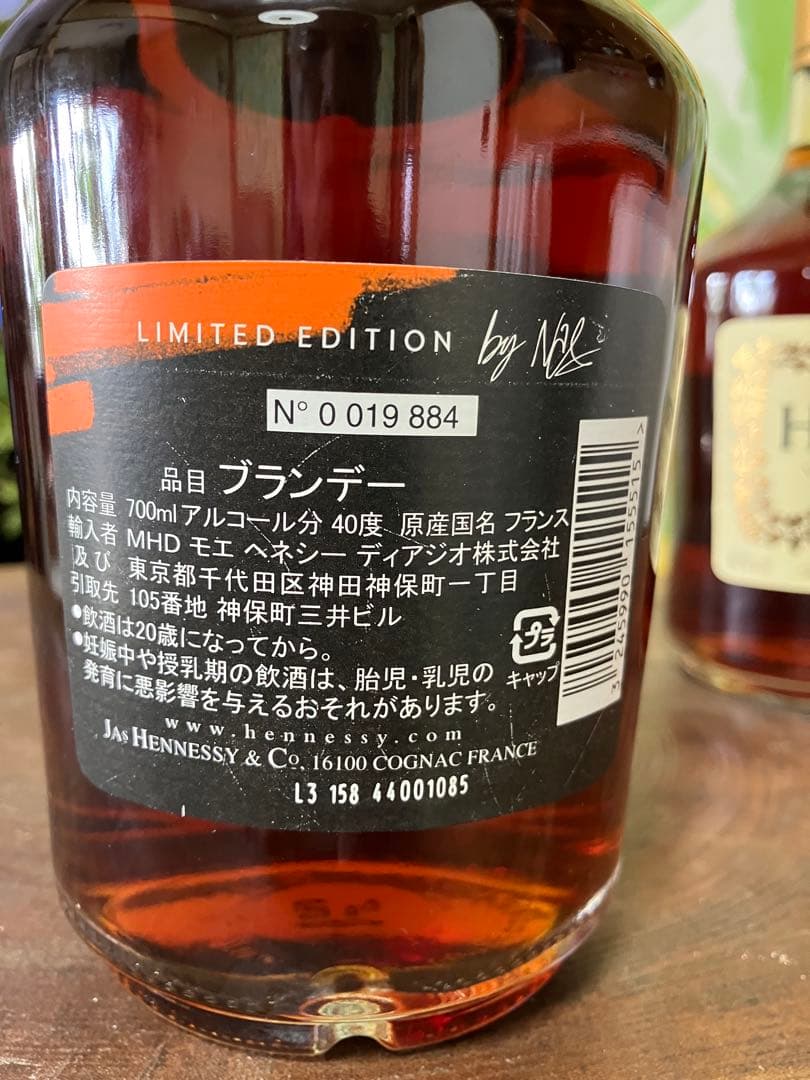 LIMITED EDITION by Nas
N° 0 019 884
品目 ブランデー
内容量 700ml アルコール分 40度 原産国名 フランス
輸入者 MHD モエ ヘネシー ディアジオ株式会社
及び 東京都千代田区神田神保町一丁目
引取先 105番地 神保町三井ビル
●飲酒は20歳になってから。
●妊娠中や授乳期の飲酒は、胎児・乳児の
発育に悪影響を与えるおそれがあります。
プラ
キャップ
www.hennessy.com
JAS HENNESSY & CO, 16100 COGNAC FRANCE
L3 158 44001085
3 245990 155515 >
H